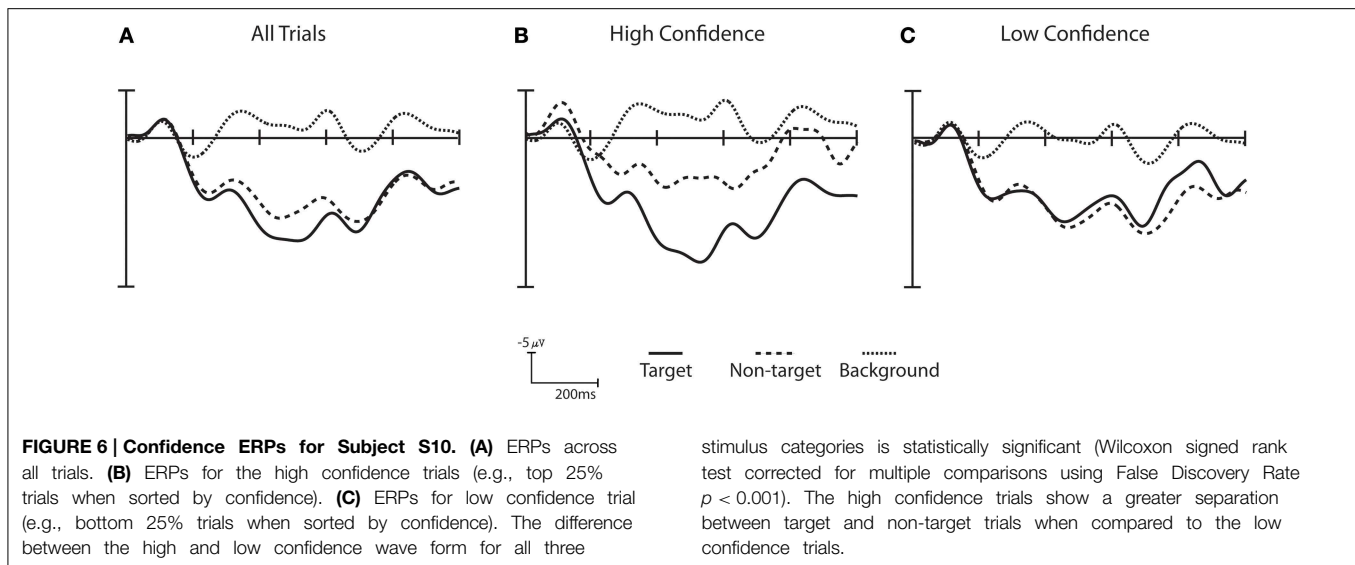 A All Trials
B High Confidence
C Low Confidence
-5 μV
200ms
Target
Non-target
Background
FIGURE 6 | Confidence ERPs for Subject S10. (A) ERPs across
all trials. (B) ERPs for the high confidence trials (e.g., top 25%
trials when sorted by confidence). (C) ERPs for low confidence trial
(e.g., bottom 25% trials when sorted by confidence). The difference
between the high and low confidence wave form for all three
stimulus categories is statistically significant (Wilcoxon signed rank
test corrected for multiple comparisons using False Discovery Rate
p < 0.001). The high confidence trials show a greater separation
between target and non-target trials when compared to the low
confidence trials.